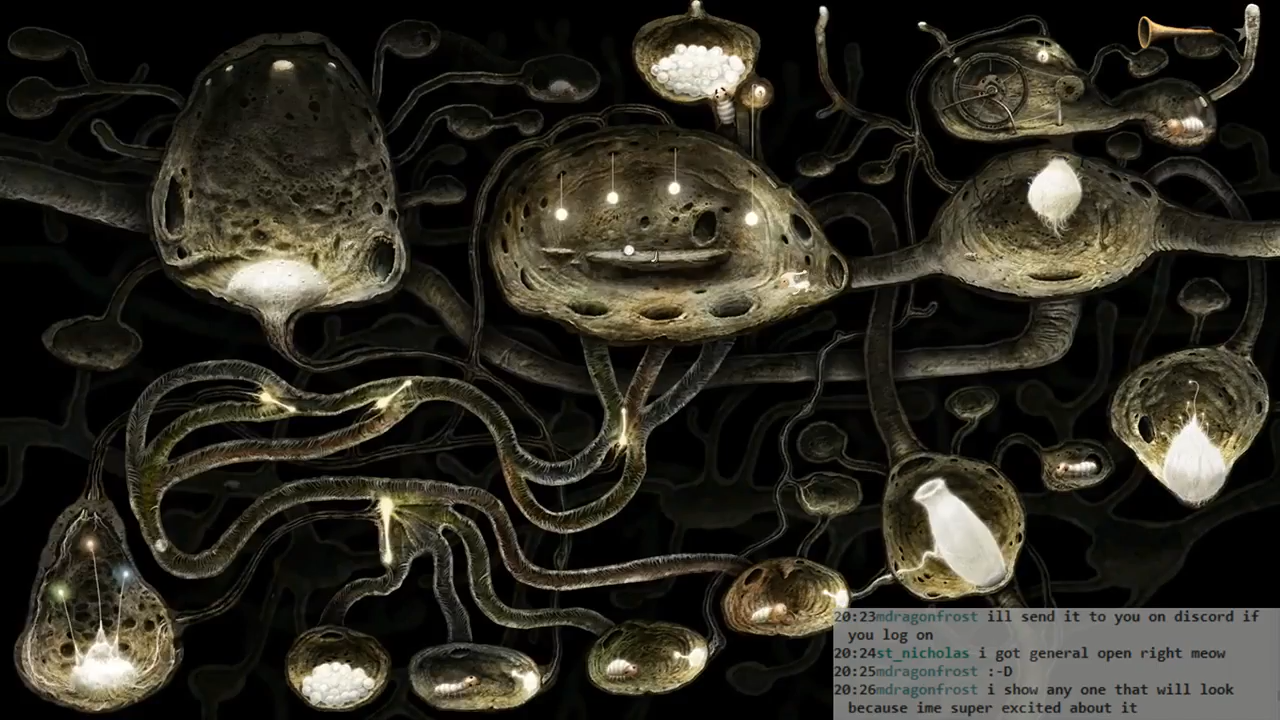 20:23mdragonfrost ill send it to you on discord if
you log on
20:24st_nicholas i got general open right meow
20:25mdragonfrost :-D
20:26mdragonfrost i show any one that will look
because ime super excited about it